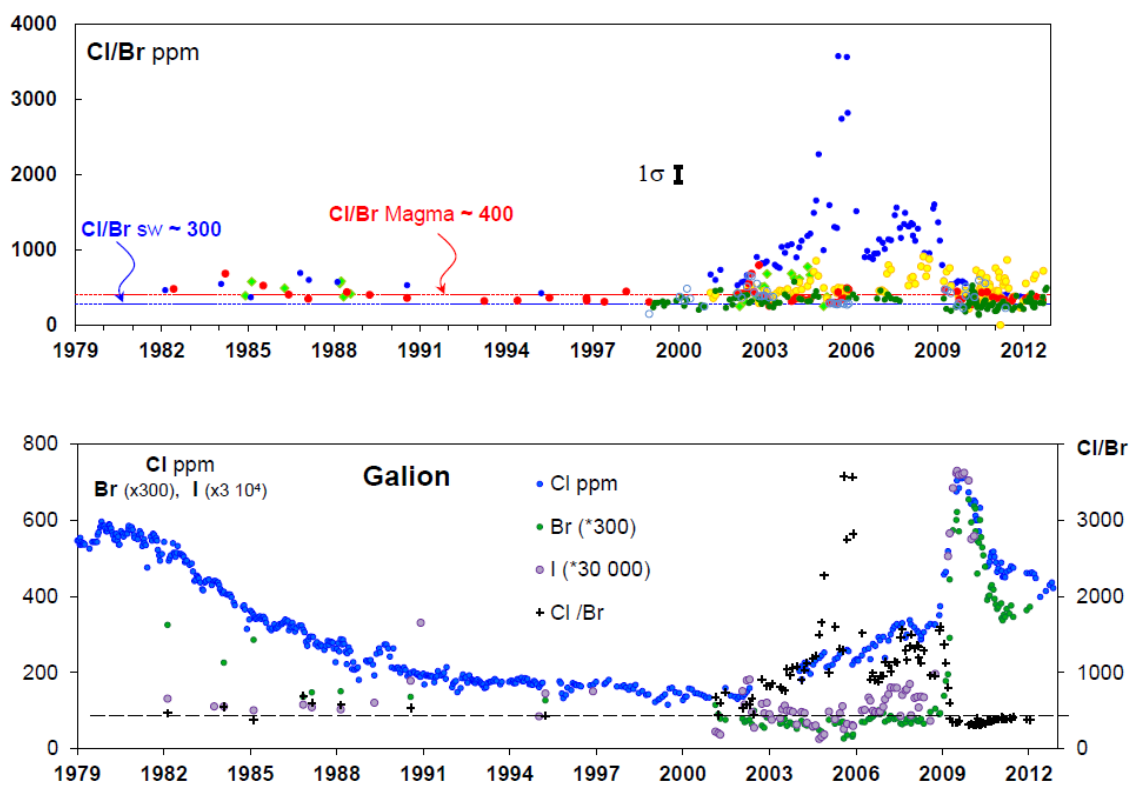 4000
Cl/Br ppm
3000
2000
1σ
Cl/Br Magma ~ 400
Cl/Br sw ~ 300
1000
0
1979 1982 1985 1988 1991 1994 1997 2000 2003 2006 2009 2012
800 Cl/Br
Cl ppm
Br (x300), I (x3 10⁴)
Galion
Cl ppm
600 3000
Br (*300)
I (*30 000)
400 2000
Cl /Br
200 1000
0 0
1979 1982 1985 1988 1991 1994 1997 2000 2003 2006 2009 2012